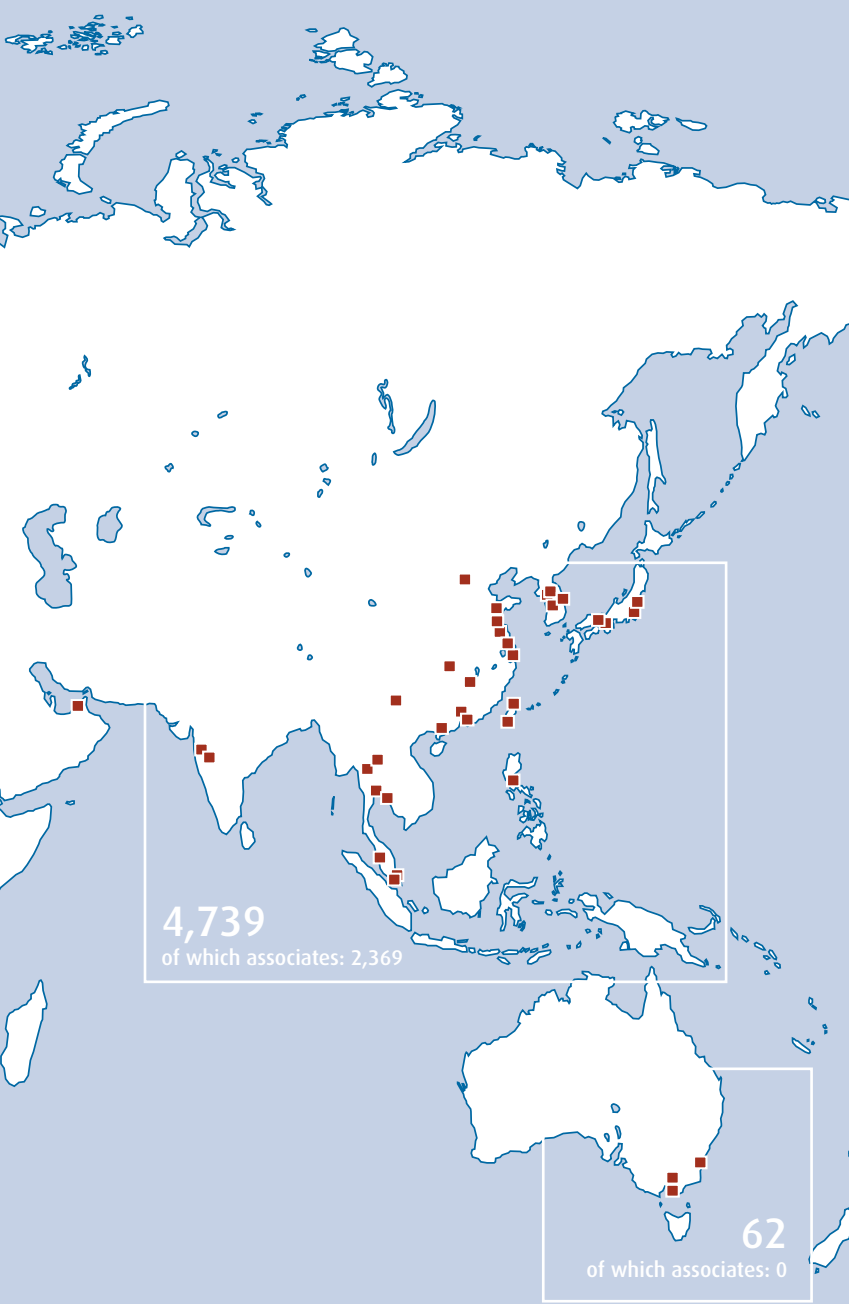 4,739
of which associates: 2,369
62
of which associates: 0